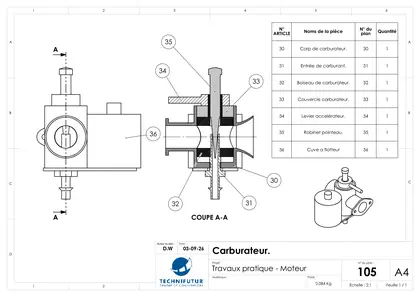 N° ARTICLE Noms de la pièce N° du plan Quantité
30 Corp de carburateur. 30 1
31 Entrée de carburant. 31 1
32 Boiseau de carburateur. 32 1
33 Couvercle carburateur. 33 1
34 Levier accélérateur. 34 1
35 Robinet pointeau. 35 1
36 Cuve a flotteur 36 1
A
A
35
34
33
36
32
31
30
COUPE A-A
D.W 03-09-26
Carburateur.
Travaux pratique - Moteur
105
A4
TECHNIFUTUR
0.084 Kg
Echelle : 2:1
Feuille 1 / 1